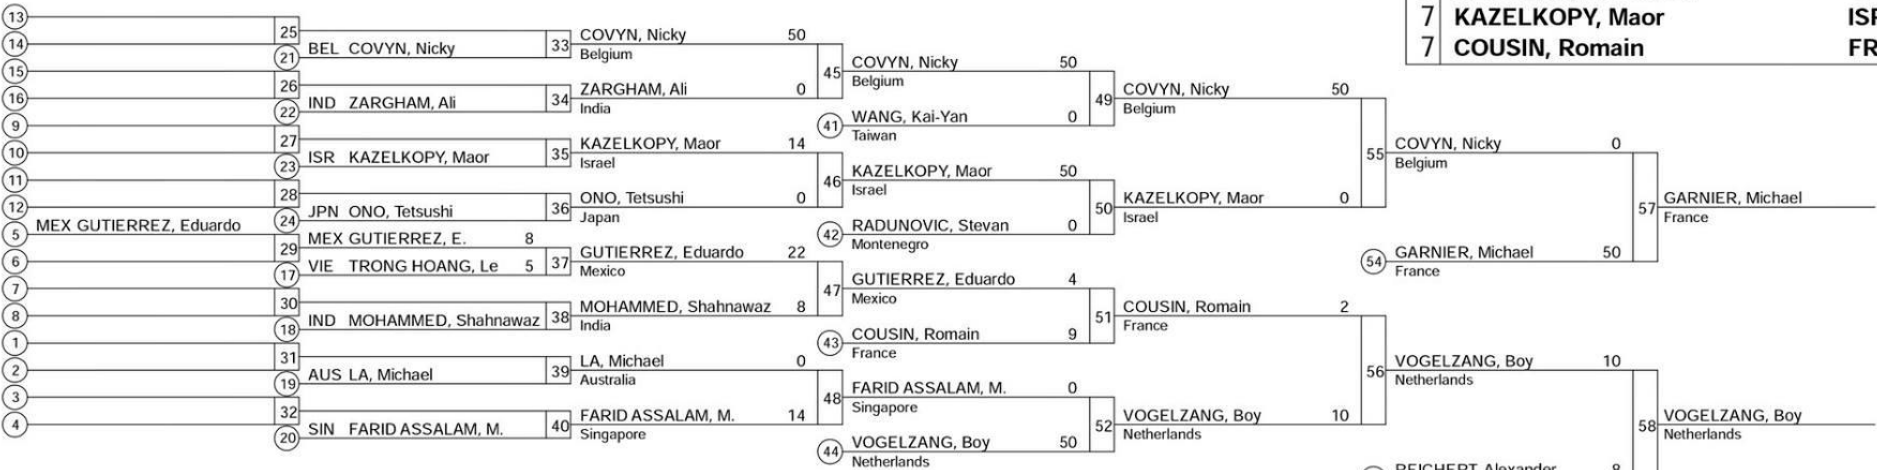 13
7 KAZELKOPY, Maor
7 COUSIN, Romain FR
25
14
21
BEL COVYN, Nicky
33
COVYN, Nicky 50
Belgium
15
26
16
22
IND ZARGHAM, Ali
34
ZARGHAM, Ali 0
India
45
COVYN, Nicky 50
Belgium
41
WANG, Kai-Yan 0
Taiwan
49
COVYN, Nicky 50
Belgium
9
27
10
23
ISR KAZELKOPY, Maor
35
KAZELKOPY, Maor 14
Israel
11
28
12
24
JPN ONO, Tetsushi
36
ONO, Tetsushi 0
Japan
46
KAZELKOPY, Maor 50
Israel
42
RADUNOVIC, Stevan 0
Montenegro
50
KAZELKOPY, Maor 0
Israel
55
COVYN, Nicky 0
Belgium
54
GARNIER, Michael 50
France
57
GARNIER, Michael
France
MEX GUTIERREZ, Eduardo
5
29
6
17
MEX GUTIERREZ, E. 8
VIE TRONG HOANG, Le 5
37
GUTIERREZ, Eduardo 22
Mexico
7
30
8
18
IND MOHAMMED, Shahnawaz
38
MOHAMMED, Shahnawaz 8
India
47
GUTIERREZ, Eduardo 4
Mexico
43
COUSIN, Romain 9
France
51
COUSIN, Romain 2
France
1
31
2
19
AUS LA, Michael
39
LA, Michael 0
Australia
3
32
4
20
SIN FARID ASSALAM, M.
40
FARID ASSALAM, M. 14
Singapore
48
FARID ASSALAM, M. 0
Singapore
44
VOGELZANG, Boy 50
Netherlands
52
VOGELZANG, Boy 10
Netherlands
56
VOGELZANG, Boy 10
Netherlands
58
VOGELZANG, Boy
Netherlands
REICHERT, Alexander 8